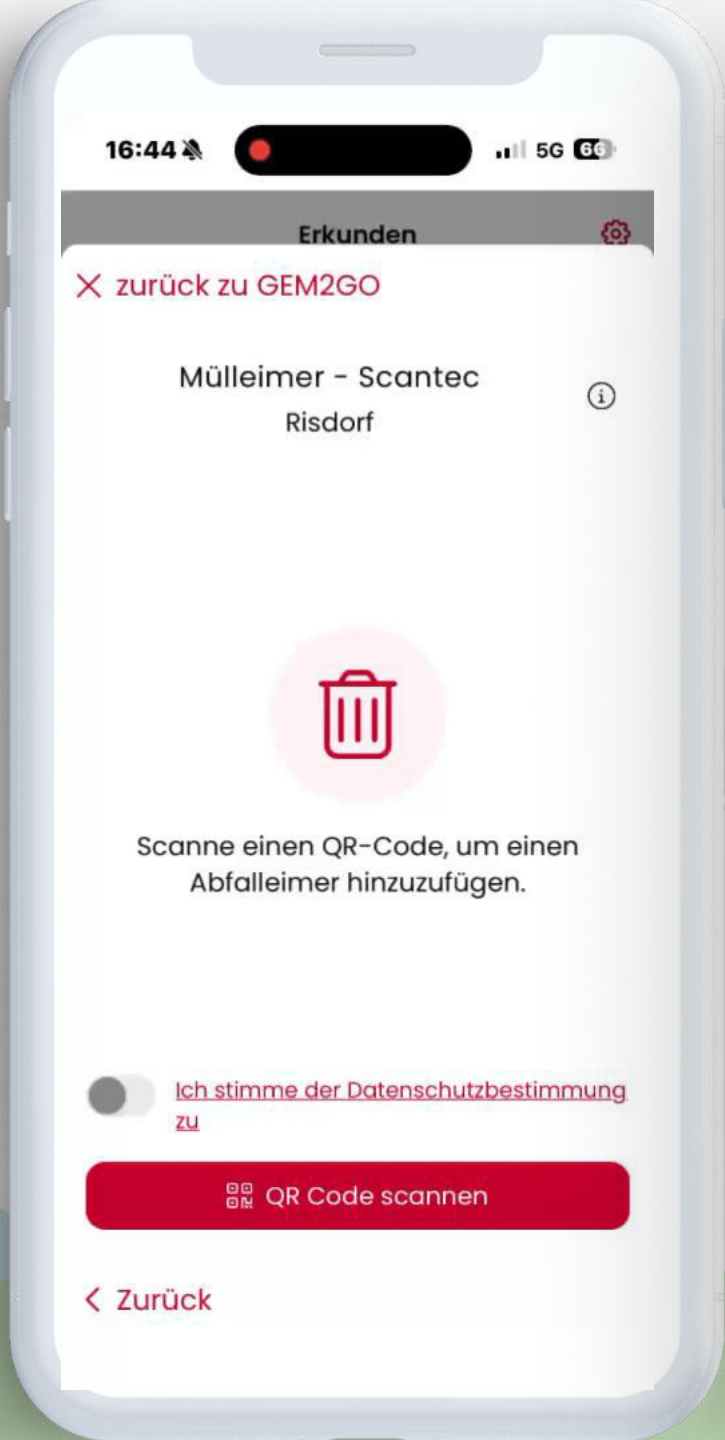 16:44 5G 66
Erkunden
zurück zu GEM2GO
Mülleimer - Scantec
Risdorf
Scanne einen QR-Code, um einen
Abfalleimer hinzuzufügen.
Ich stimme der Datenschutzbestimmung
zu
QR Code scannen
Zurück